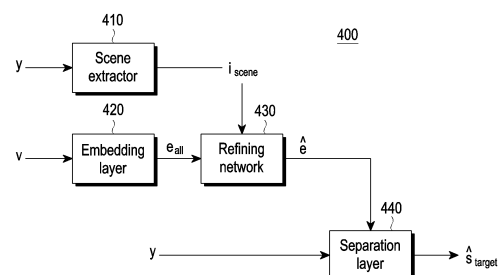 410
400
y
Scene
extractor
i scene
420
430
v
Embedding
layer
e all
Refining
network
ê
440
y
Separation
layer
ŝ target